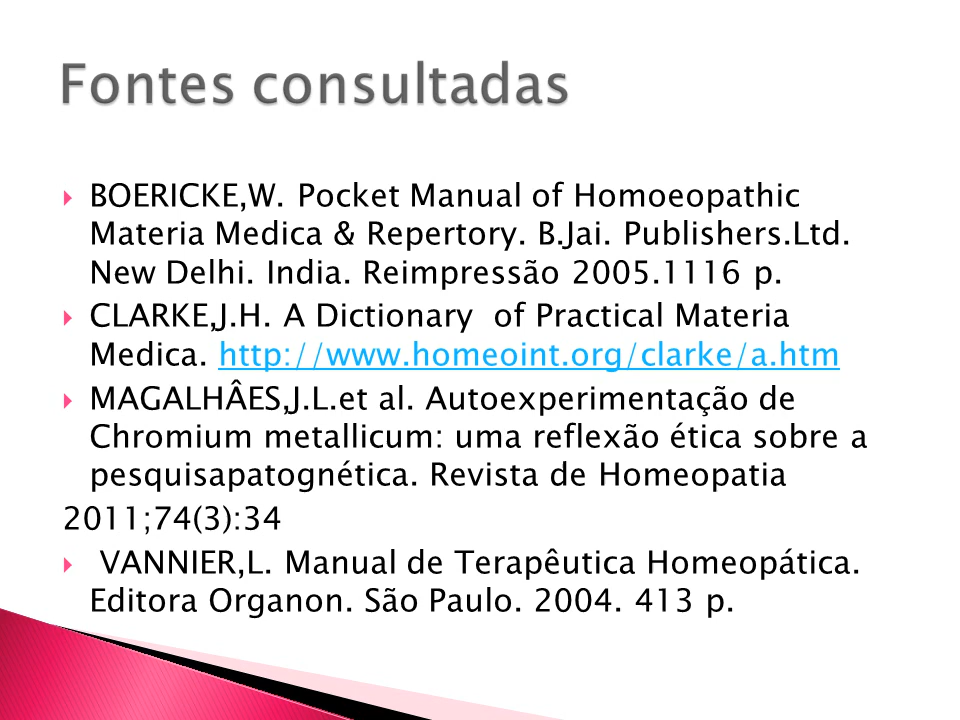 Fontes consultadas
BOERICKE,W. Pocket Manual of Homoeopathic
Materia Medica & Repertory. B.Jai. Publishers.Ltd.
New Delhi. India. Reimpressão 2005.1116 p.
CLARKE,J.H. A Dictionary of Practical Materia
Medica. http://www.homeoint.org/clarke/a.htm
MAGALHÂES,J.L.et al. Autoexperimentação de
Chromium metallicum: uma reflexão ética sobre a
pesquisapatognética. Revista de Homeopatia
2011;74(3):34
VANNIER,L. Manual de Terapêutica Homeopática.
Editora Organon. São Paulo. 2004. 413 p.